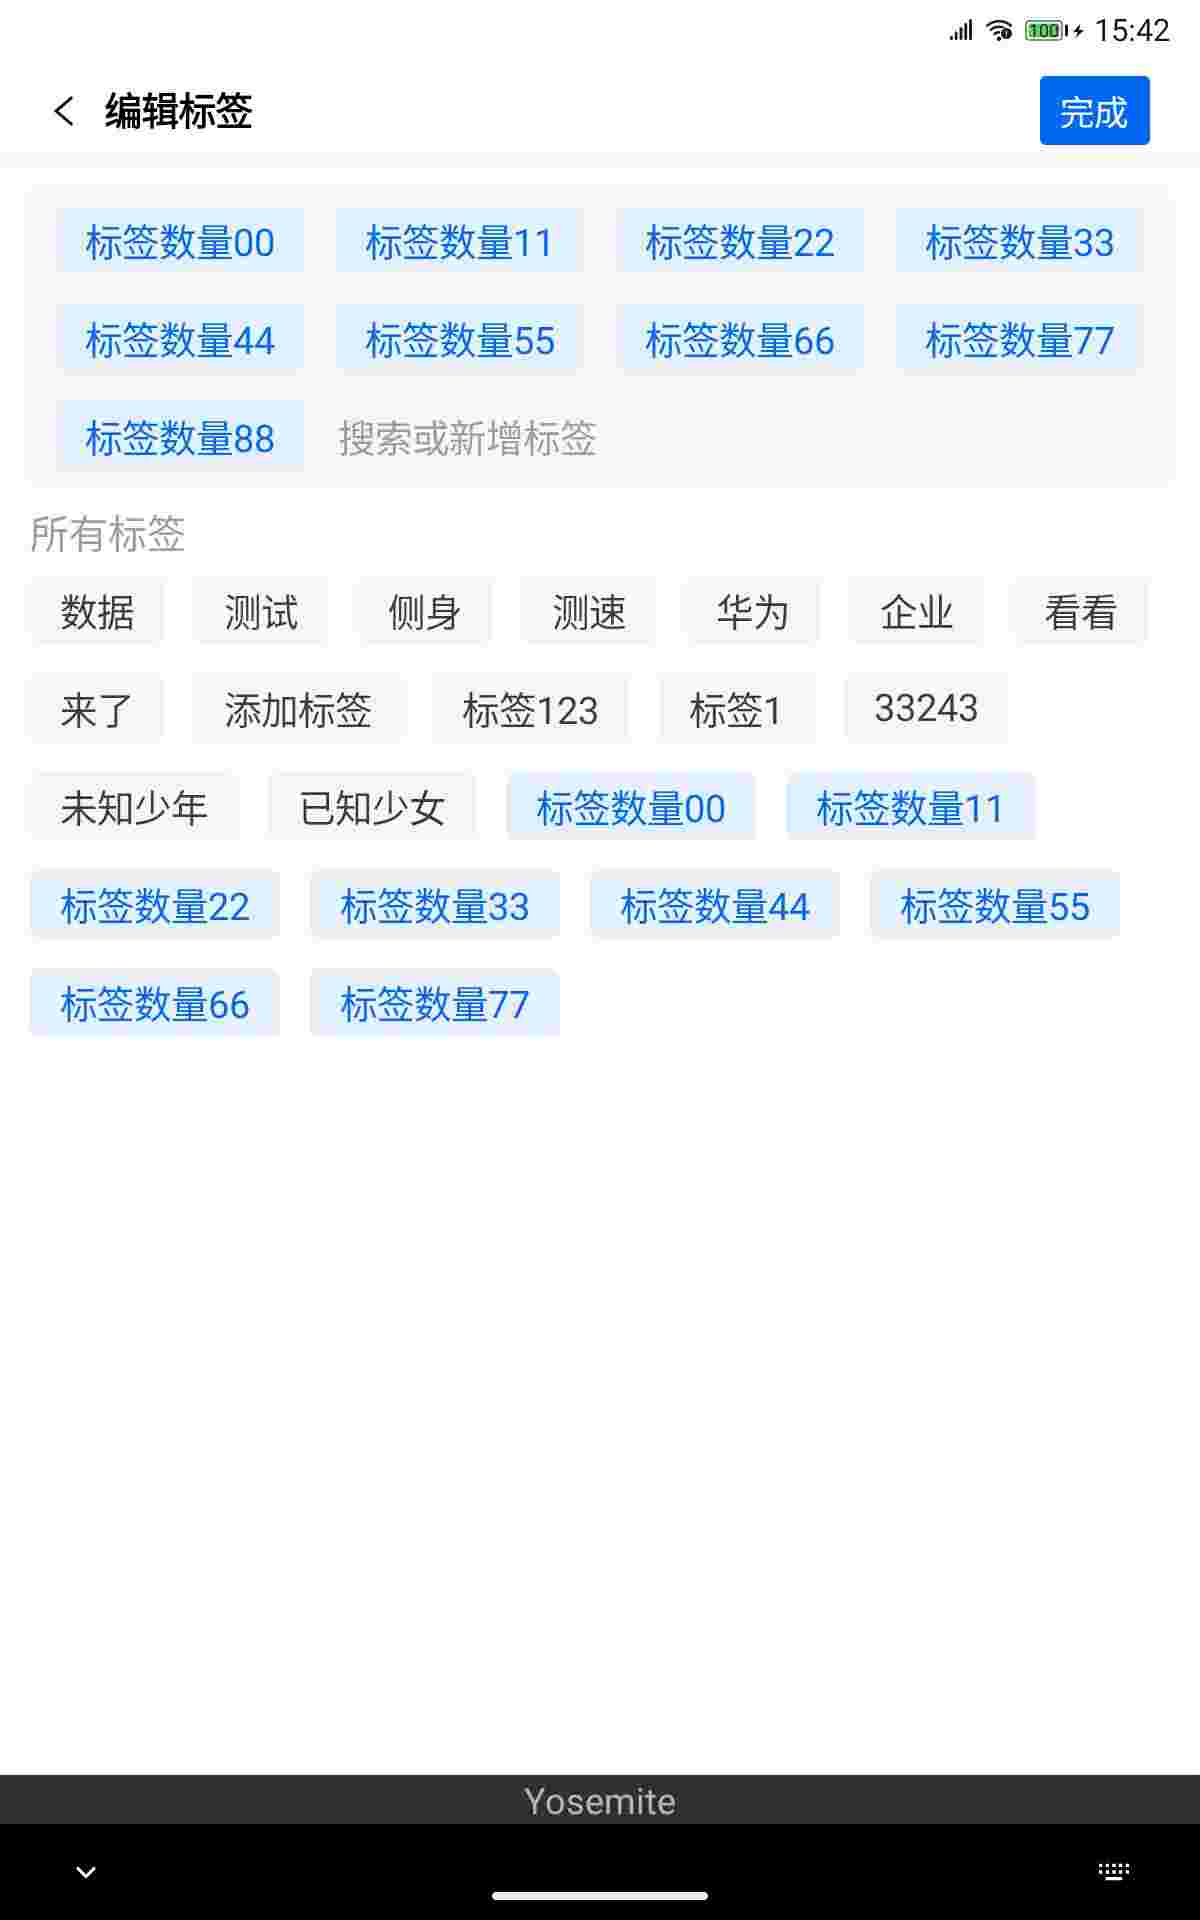 100 15:42
编辑标签 完成
标签数量00 标签数量11 标签数量22 标签数量33
标签数量44 标签数量55 标签数量66 标签数量77
标签数量88 搜索或新增标签
所有标签
数据 测试 侧身 测速 华为 企业 看看
来了 添加标签 标签123 标签1 33243
未知少年 已知少女 标签数量00 标签数量11
标签数量22 标签数量33 标签数量44 标签数量55
标签数量66 标签数量77
Yosemite